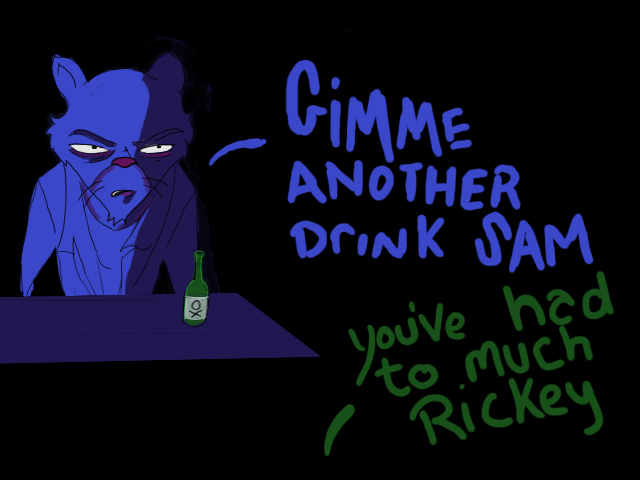 GiMME
ANOTHER
DrinK SAM
you've had
to much
Rickey